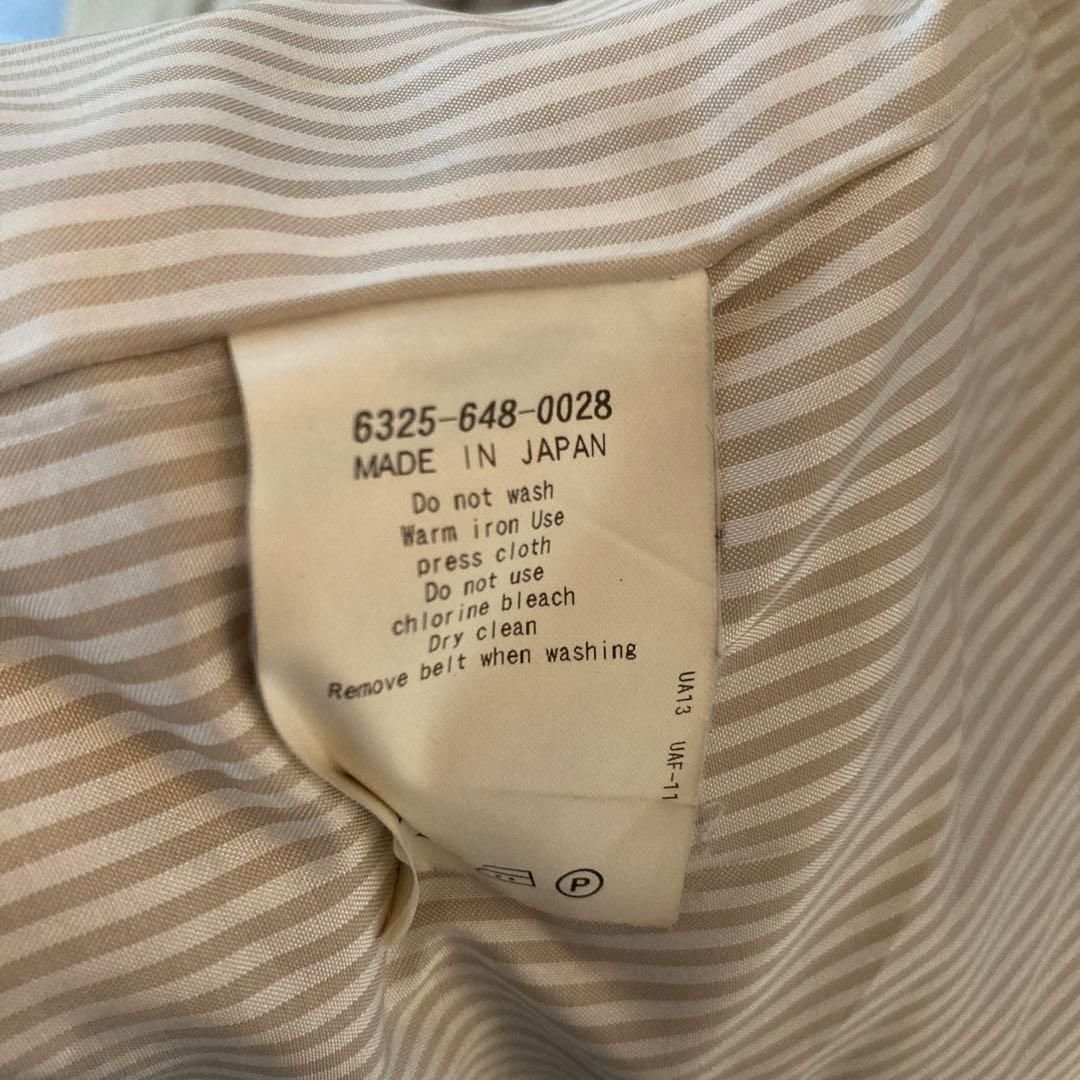 6325-648-0028
MADE IN JAPAN
Do not wash
Warm iron Use
press cloth
Do not use
chlorine bleach
Dry clean
Remove belt when washing
UA13 UAF-11
P